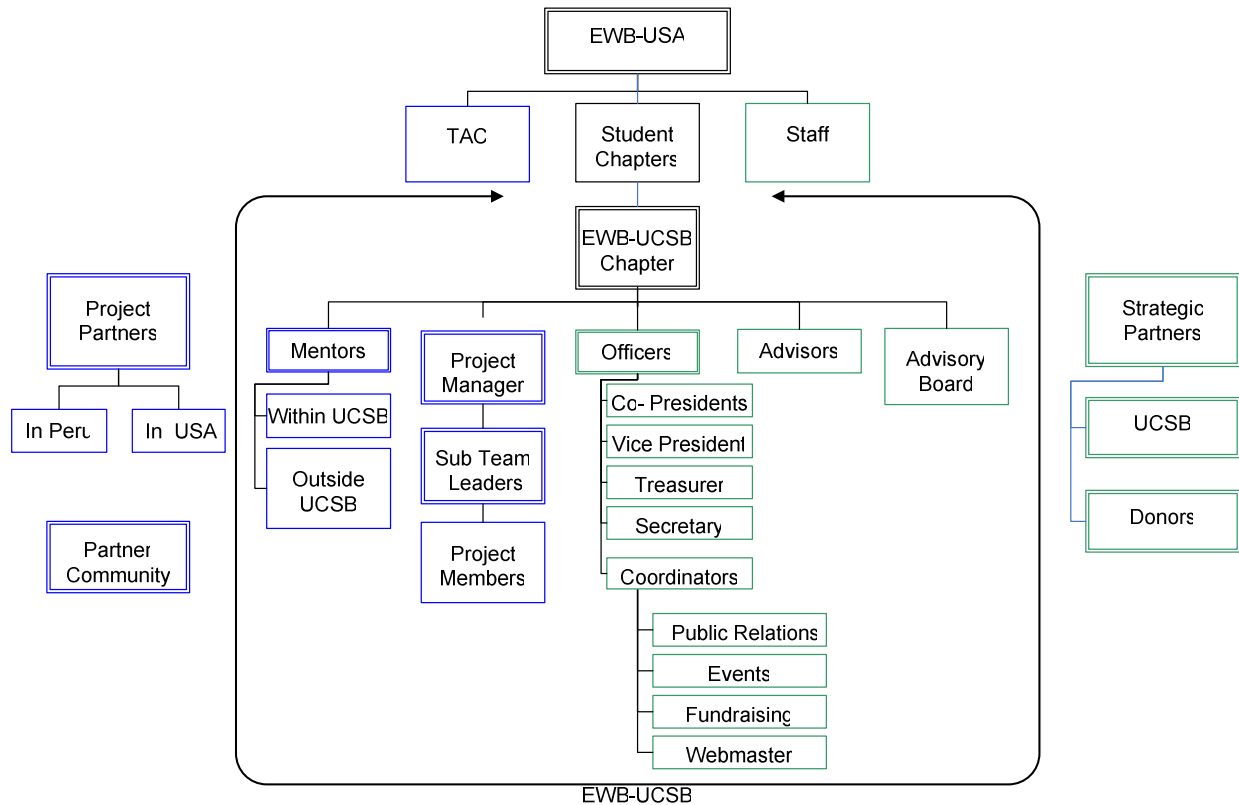 EWB-USA
TAC
Student
Chapters
Staff
EWB-UCSB
Chapter
Project
Partners
In Peru
In USA
Partner
Community
Mentors
Within UCSB
Outside
UCSB
Project
Manager
Sub Team
Leaders
Project
Members
Officers
Co- Presidents
Vice President
Treasurer
Secretary
Coordinators
Public Relations
Events
Fundraising
Webmaster
Advisors
Advisory
Board
Strategic
Partners
UCSB
Donors
EWB-UCSB